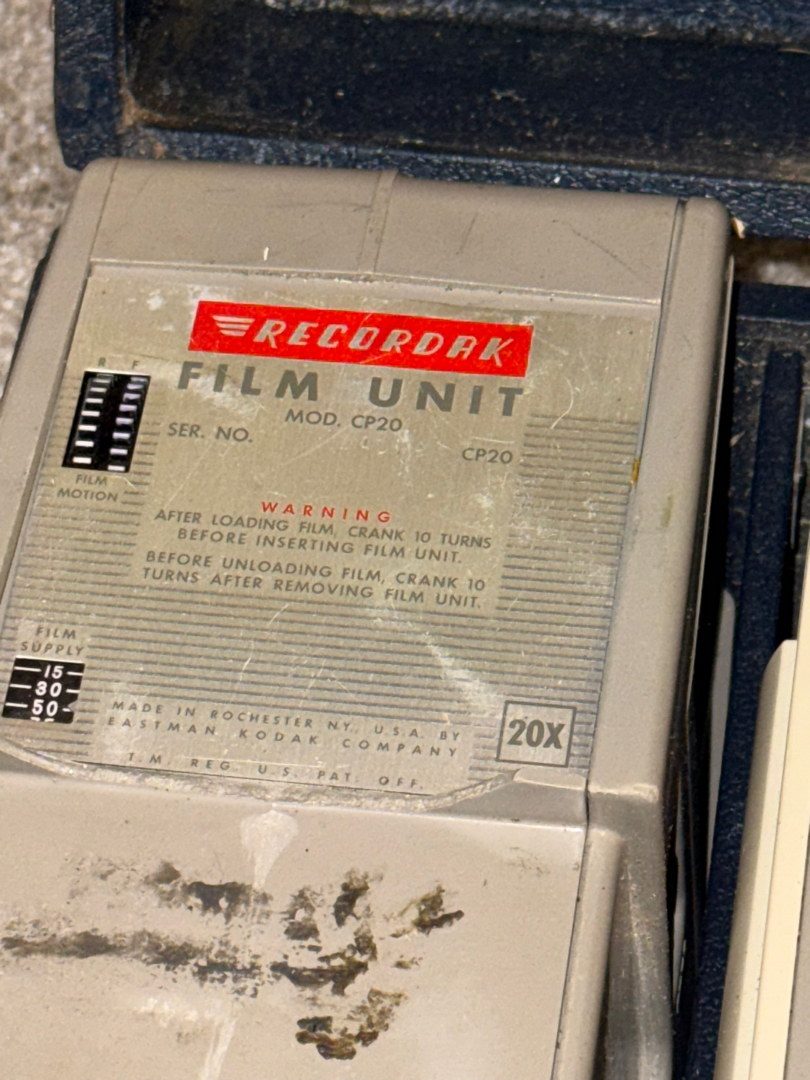 RECORDAK
FILM UNIT
MOD. CP20
SER. NO.
CP20
R F
FILM
MOTION
WARNING
AFTER LOADING FILM, CRANK 10 TURNS
BEFORE INSERTING FILM UNIT.
BEFORE UNLOADING FILM, CRANK 10
TURNS AFTER REMOVING FILM UNIT.
FILM
SUPPLY
15
30
50
MADE IN ROCHESTER N.Y., U.S.A. BY
EASTMAN KODAK COMPANY
T.M. REG. U.S. PAT. OFF.
20X